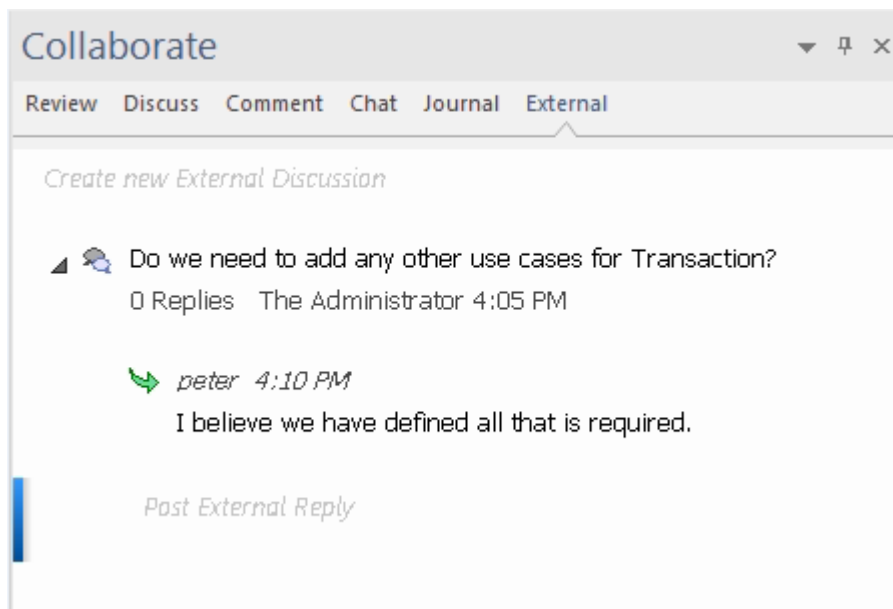 Collaborate
Review Discuss Comment Chat Journal External
Create new External Discussion
Do we need to add any other use cases for Transaction?
0 Replies The Administrator 4:05 PM
peter 4:10 PM
I believe we have defined all that is required.
Post External Reply